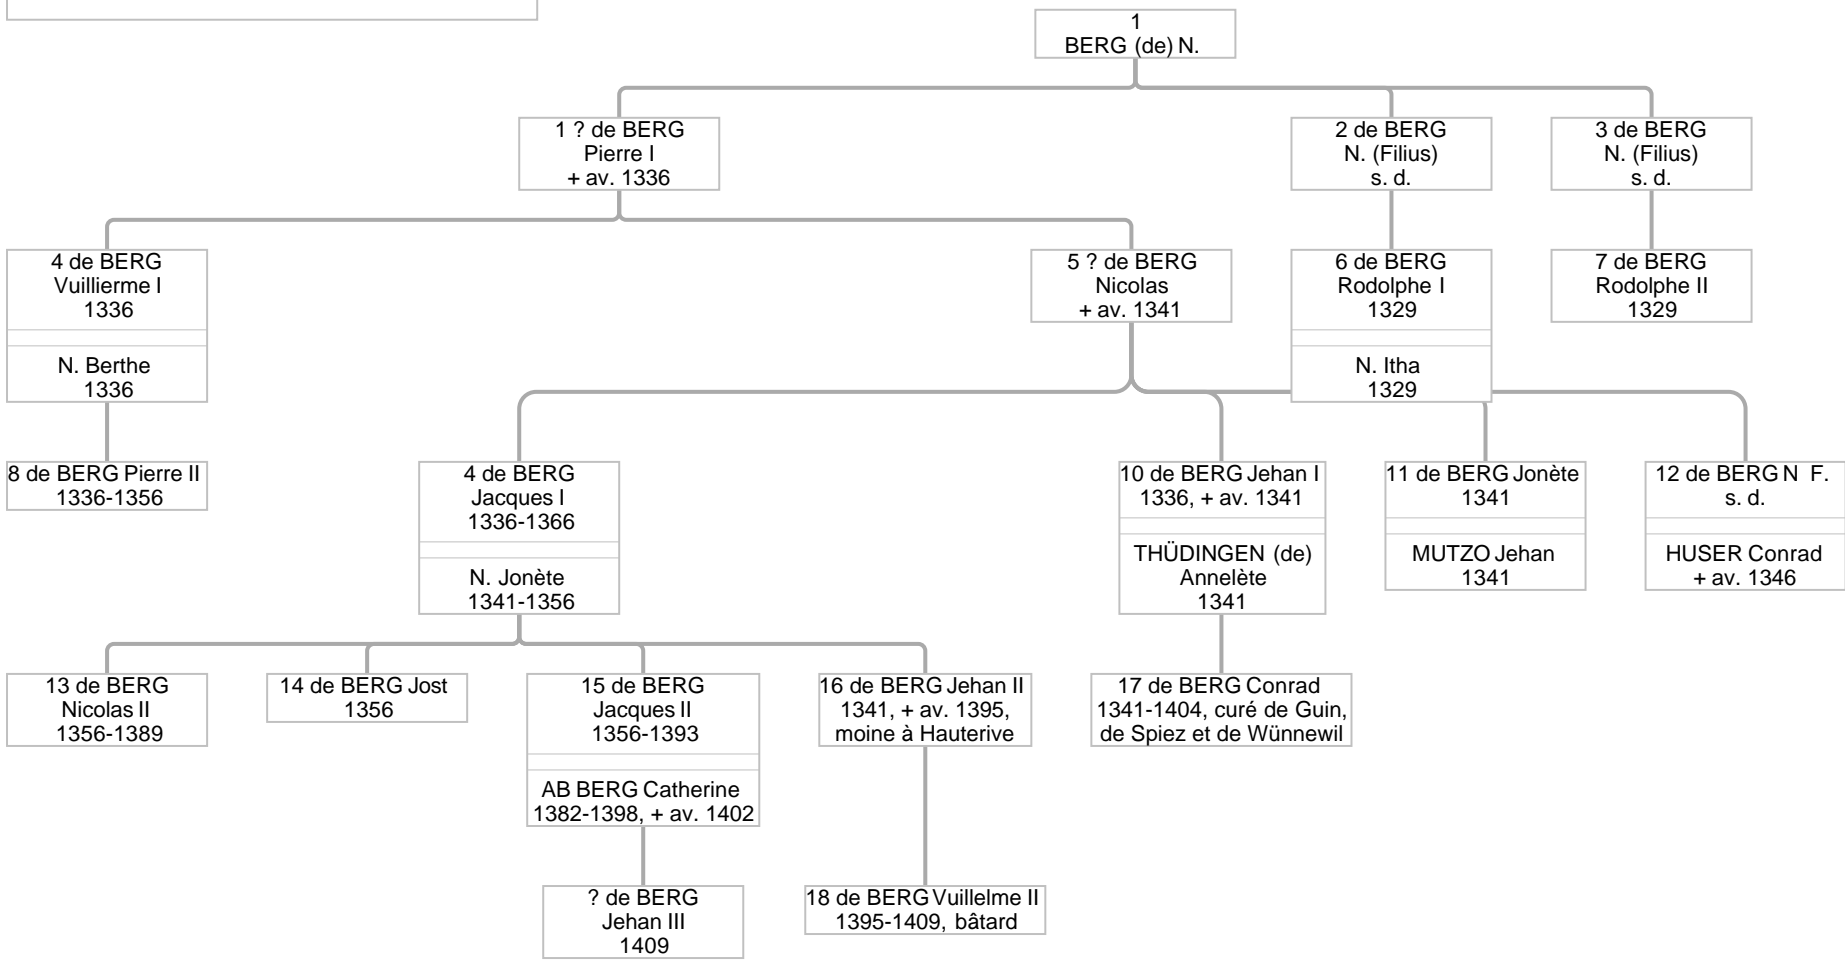 1
BERG (de) N.
1 ? de BERG
Pierre I
+ av. 1336
2 de BERG
N. (Filius)
s. d.
3 de BERG
N. (Filius)
s. d.
4 de BERG
Vuillierme I
1336
N. Berthe
1336
5 ? de BERG
Nicolas
+ av. 1341
6 de BERG
Rodolphe I
1329
N. Itha
1329
7 de BERG
Rodolphe II
1329
8 de BERG Pierre II
1336-1356
4 de BERG
Jacques I
1336-1366
N. Jonète
1341-1356
10 de BERG Jehan I
1336, + av. 1341
THÜDINGEN (de)
Annelète
1341
11 de BERG Jonète
1341
MUTZO Jehan
1341
12 de BERG N F.
s. d.
HUSER Conrad
+ av. 1346
13 de BERG
Nicolas II
1356-1389
14 de BERG Jost
1356
15 de BERG
Jacques II
1356-1393
AB BERG Catherine
1382-1398, + av. 1402
16 de BERG Jehan II
1341, + av. 1395,
moine à Hauterive
17 de BERG Conrad
1341-1404, curé de Guin,
de Spiez et de Wünnewil
? de BERG
Jehan III
1409
18 de BERG Vuillelme II
1395-1409, bâtard